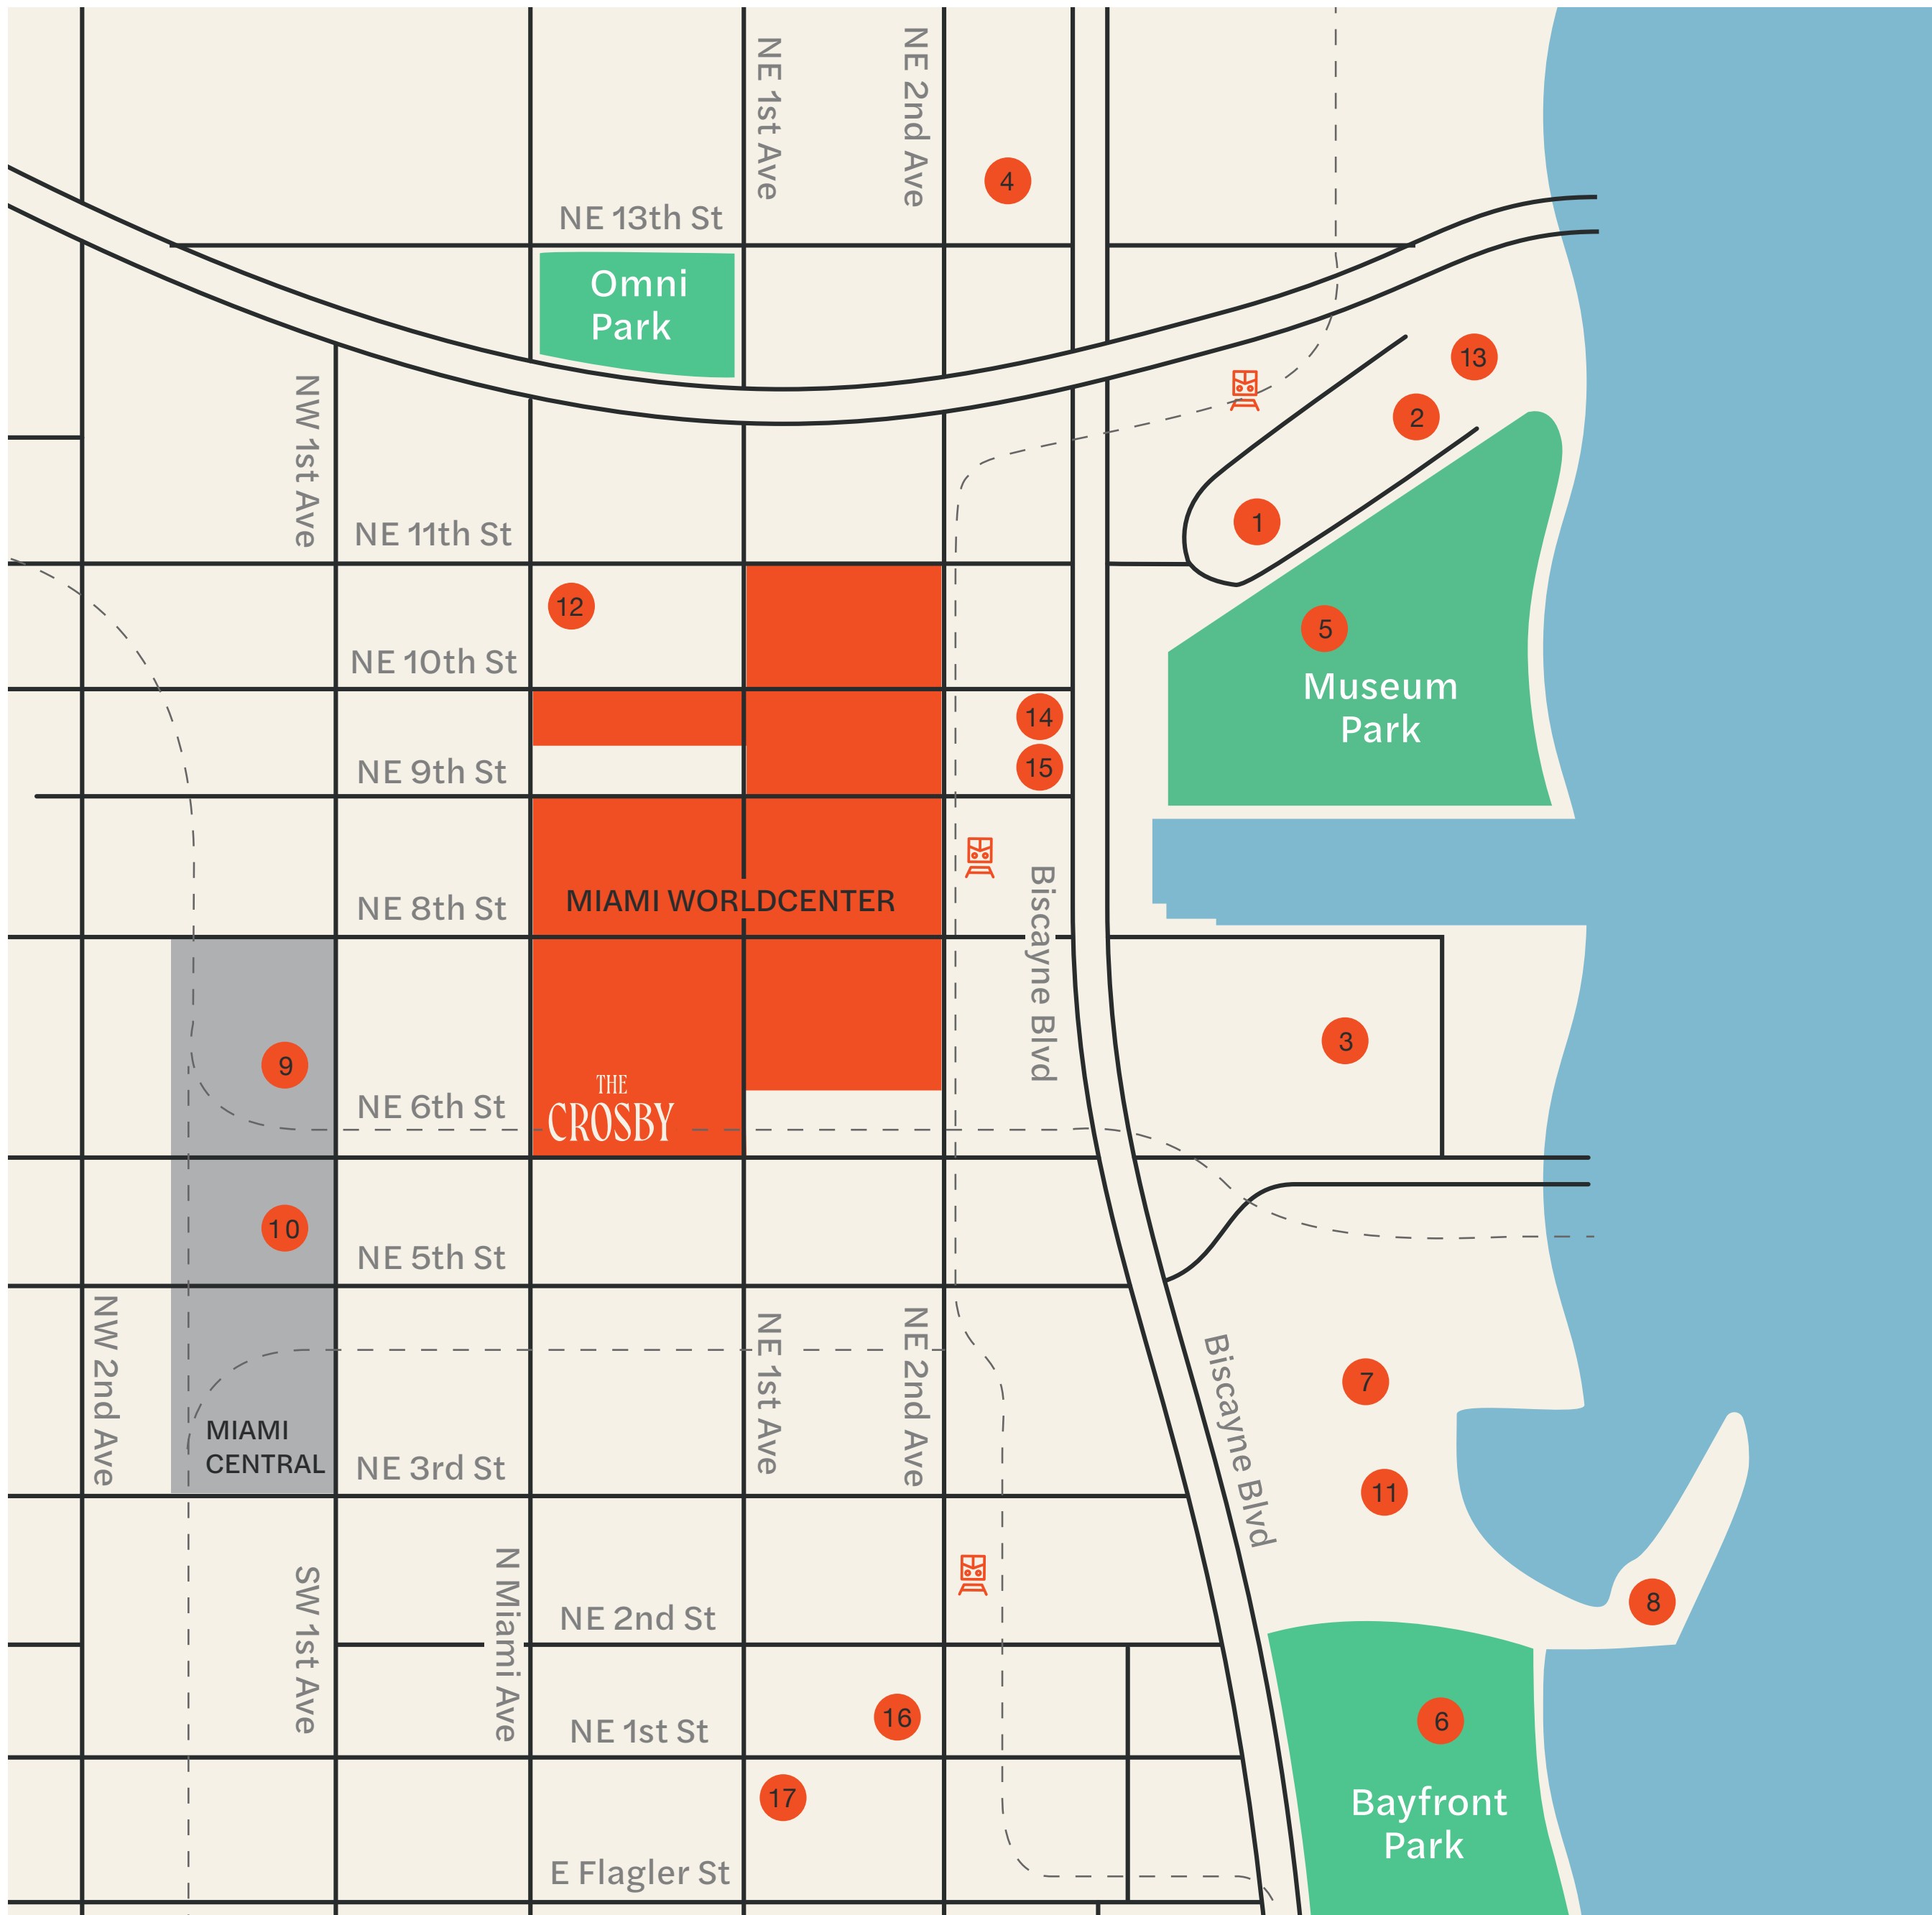 NE 1st Ave
NE 2nd Ave
4
NE 13th St
Omni
Park
13
NW 1st Ave
2
1
NE 11th St
12
5
NE 10th St
Museum
Park
14
15
NE 9th St
Biscayne Blvd
MIAMI WORLDCENTER
NE 8th St
3
9
THE
CROSBY
NE 6th St
10
NE 5th St
NW 2nd Ave
NE 1st Ave
NE 2nd Ave
Biscayne Blvd
7
MIAMI
CENTRAL
NE 3rd St
11
SW 1st Ave
N Miami Ave
8
NE 2nd St
16
6
NE 1st St
17
Bayfront
Park
E Flagler St